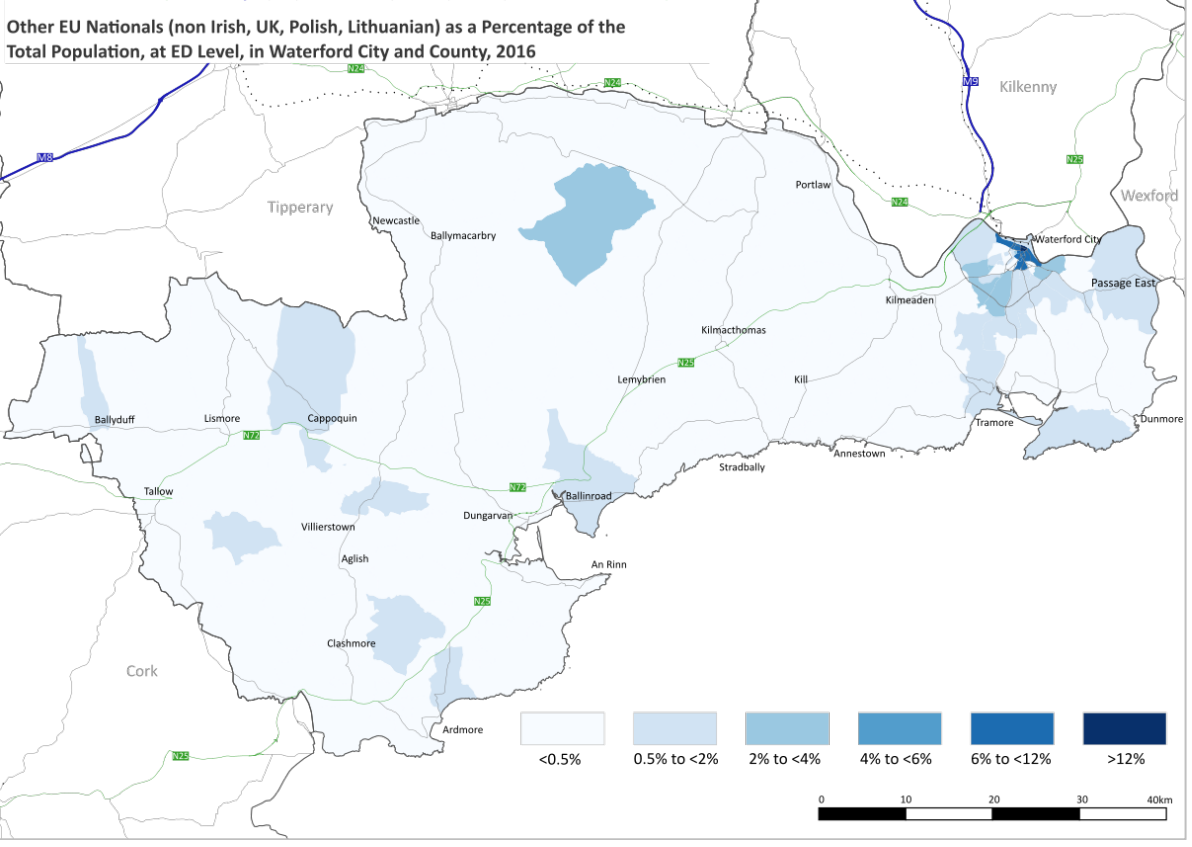 Other EU Nationals (non Irish, UK, Polish, Lithuanian) as a Percentage of the
Total Population, at ED Level, in Waterford City and County, 2016
N24
N24
M9
Kilkenny
M8
N25
Portlaw
Wexford
Tipperary
N24
Newcastle
Ballymacarbry
Waterford City
Passage East
Kilmeaden
Kilmacthomas
N25
Lemybrien
Kill
Ballyduff
Lismore
Cappoquin
Tramore
Dunmore
N72
Annestown
Stradbally
Tallow
N72
Ballinroad
Villierstown
Dungarvan
Aglish
An Rinn
N25
Clashmore
Cork
Ardmore
N25
<0.5%
0.5% to <2%
2% to <4%
4% to <6%
6% to <12%
>12%
0
10
20
30
40km